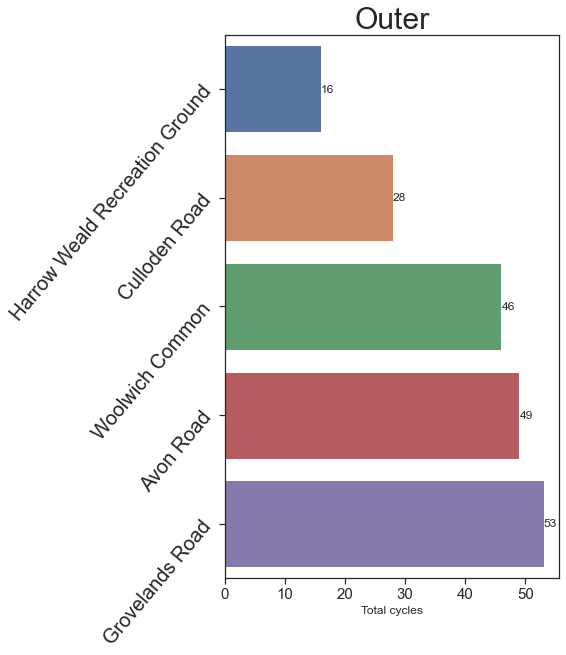 Outer
Harrow Weald Recreation Ground
16
Culloden Road
28
Woolwich Common
46
Avon Road
49
Grovelands Road
53
0 10 20 30 40 50
Total cycles